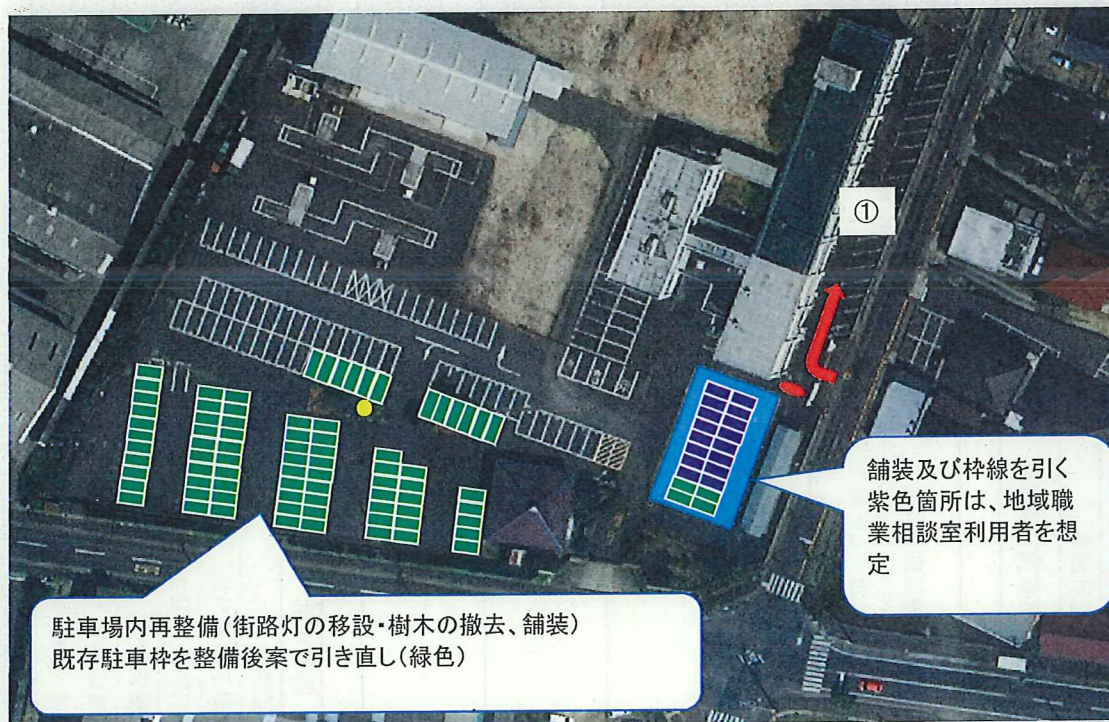 ①
舗装及び枠線を引く
紫色箇所は、地域職
業相談室利用者を想
定
駐車場内再整備(街路灯の移設・樹木の撤去、舗装)
既存駐車枠を整備後案で引き直し(緑色)